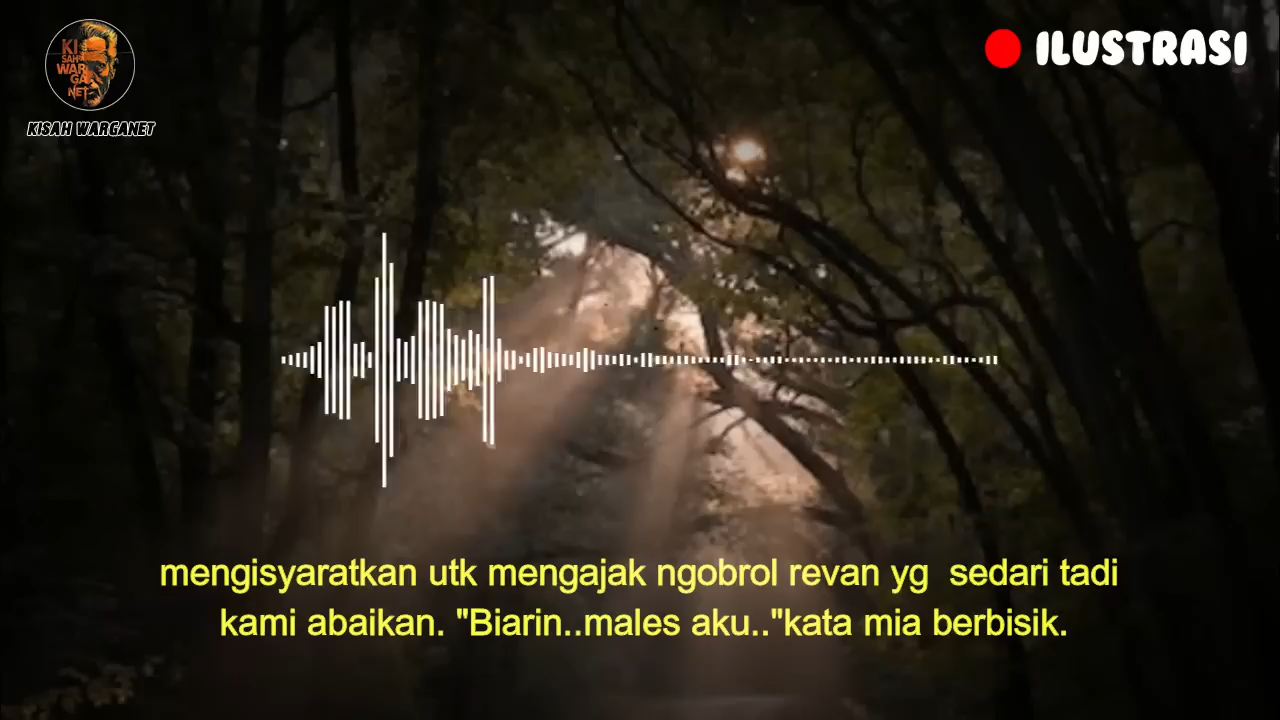 KI
SAH
WAR
GA
NET
KISAH WARGANET
ILUSTRASI
mengisyaratkan utk mengajak ngobrol revan yg  sedari tadi
kami abaikan. "Biarin..males aku.."kata mia berbisik.